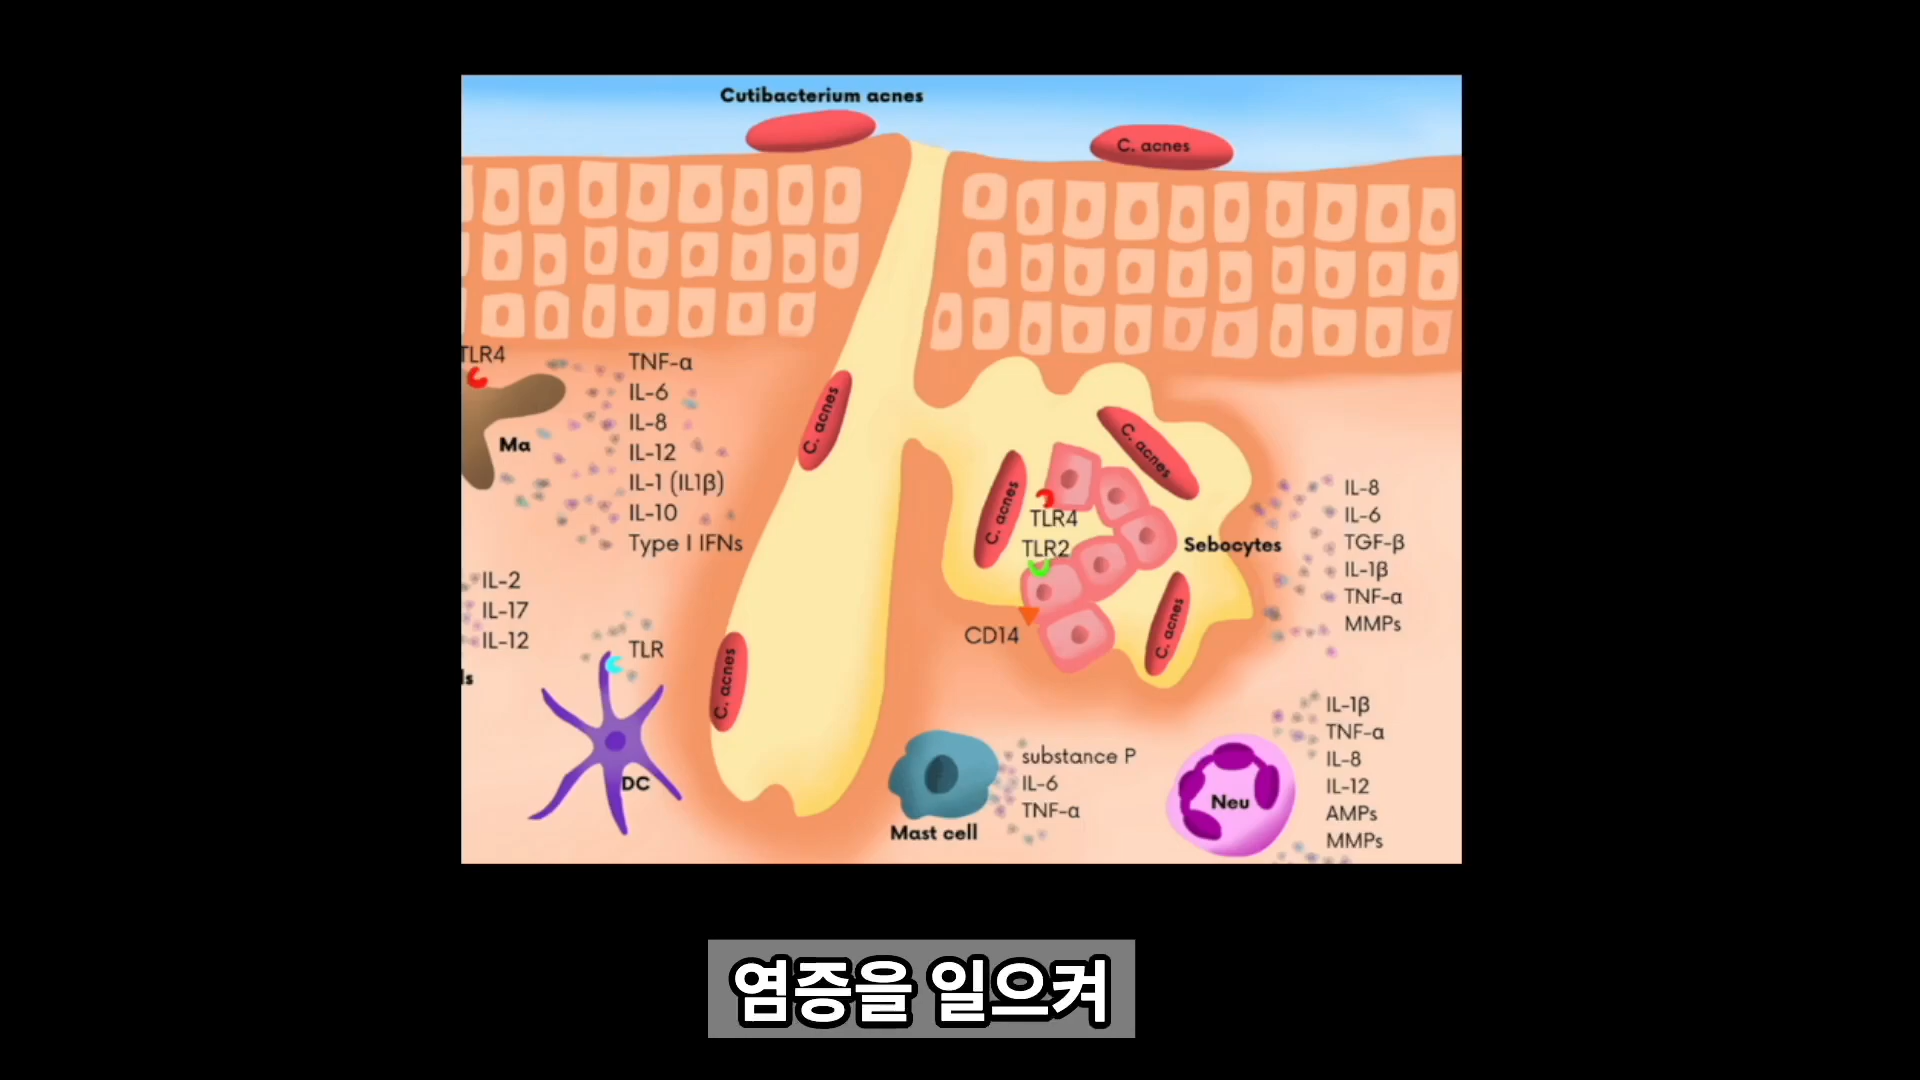 Cutibacterium acnes
C. acnes
TLR4
Ma
TNF-α
IL-6
IL-8
IL-12
IL-1 (IL1β)
IL-10
Type I IFNs
IL-2
IL-17
IL-12
ls
TLR
DC
C. acnes
C. acnes
C. acnes
C. acnes
TLR4
TLR2
CD14
C. acnes
Sebocytes
IL-8
IL-6
TGF-β
IL-1β
TNF-α
MMPs
Mast cell
substance P
IL-6
TNF-α
Neu
IL-1β
TNF-α
IL-8
IL-12
AMPs
MMPs
염증을 일으켜